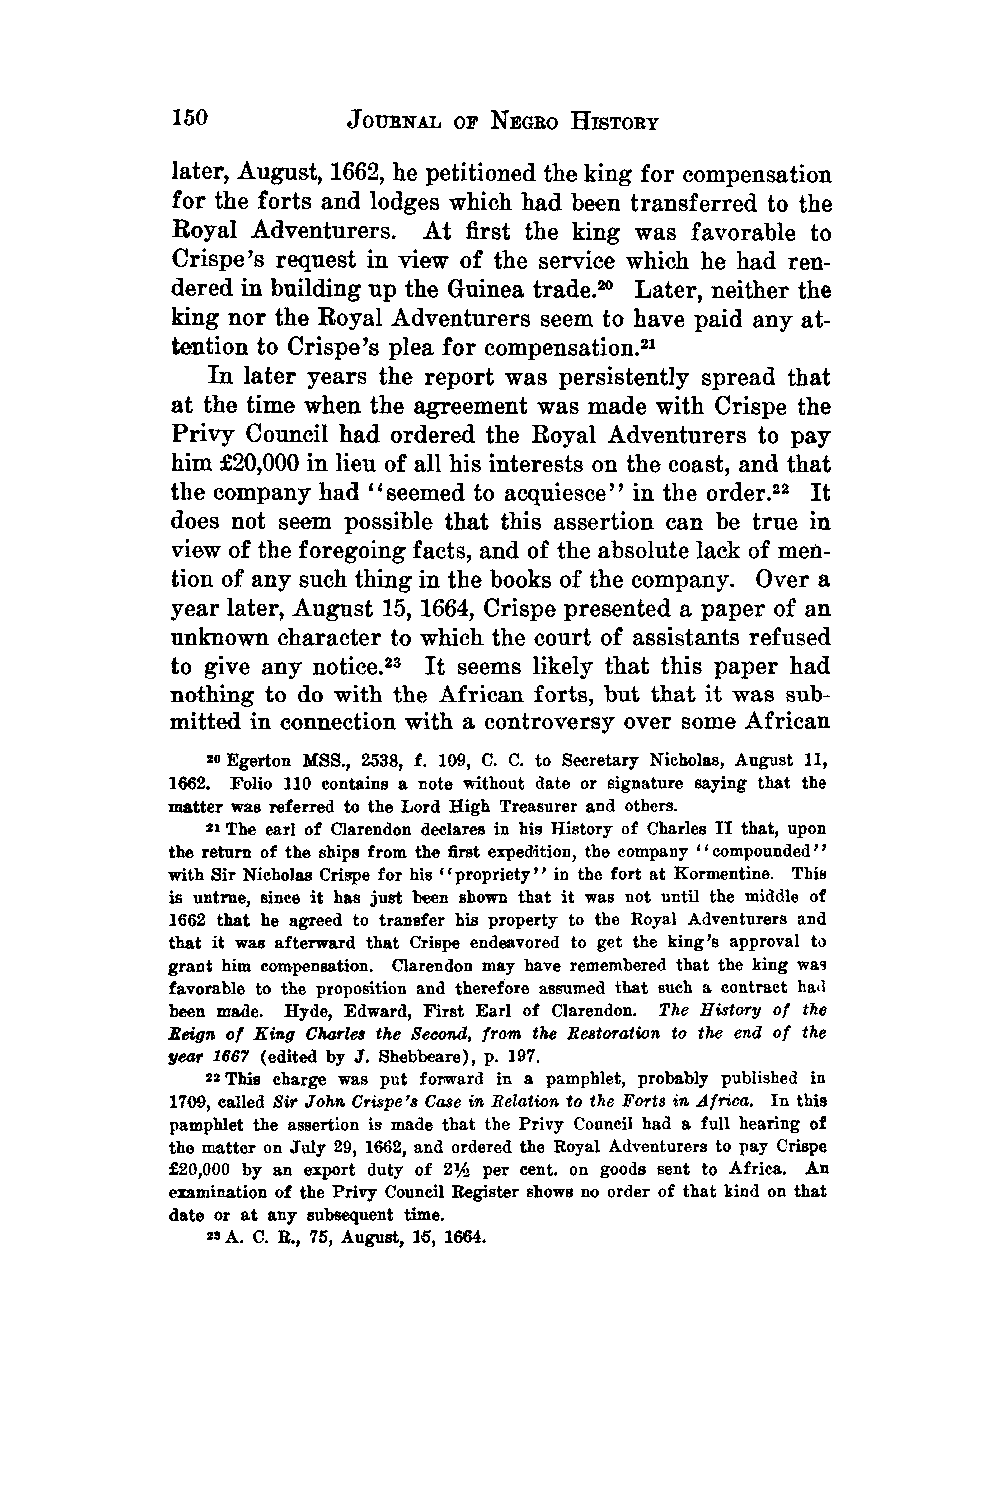 150 JOURNAL OF NEGRO HISTORY
later, August, 1662, he petitioned the king for compensation
for the forts and lodges which had been transferred to the
Royal Adventurers. At first the king was favorable to
Crispe's request in view of the service which he had ren-
dered in building up the Guinea trade.²⁰ Later, neither the
king nor the Royal Adventurers seem to have paid any at-
tention to Crispe's plea for compensation.²¹
In later years the report was persistently spread that
at the time when the agreement was made with Crispe the
Privy Council had ordered the Royal Adventurers to pay
him £20,000 in lieu of all his interests on the coast, and that
the company had ‘‘seemed to acquiesce’’ in the order.²² It
does not seem possible that this assertion can be true in
view of the foregoing facts, and of the absolute lack of men-
tion of any such thing in the books of the company. Over a
year later, August 15, 1664, Crispe presented a paper of an
unknown character to which the court of assistants refused
to give any notice.²³ It seems likely that this paper had
nothing to do with the African forts, but that it was sub-
mitted in connection with a controversy over some African
²⁰ Egerton MSS., 2538, f. 109, C. C. to Secretary Nicholas, August 11,
1662. Folio 110 contains a note without date or signature saying that the
matter was referred to the Lord High Treasurer and others.
²¹ The earl of Clarendon declares in his History of Charles II that, upon
the return of the ships from the first expedition, the company ‘‘compounded’’
with Sir Nicholas Crispe for his ‘‘propriety’’ in the fort at Kormentine. This
is untrue, since it has just been shown that it was not until the middle of
1662 that he agreed to transfer his property to the Royal Adventurers and
that it was afterward that Crispe endeavored to get the king's approval to
grant him compensation. Clarendon may have remembered that the king was
favorable to the proposition and therefore assumed that such a contract had
been made. Hyde, Edward, First Earl of Clarendon. The History of the
Reign of King Charles the Second, from the Restoration to the end of the
year 1667 (edited by J. Shebbeare), p. 197.
²² This charge was put forward in a pamphlet, probably published in
1709, called Sir John Crispe's Case in Relation to the Forts in Africa. In this
pamphlet the assertion is made that the Privy Council had a full hearing of
the matter on July 29, 1662, and ordered the Royal Adventurers to pay Crispe
£20,000 by an export duty of 2½ per cent. on goods sent to Africa. An
examination of the Privy Council Register shows no order of that kind on that
date or at any subsequent time.
²³ A. C. R., 75, August, 15, 1664.